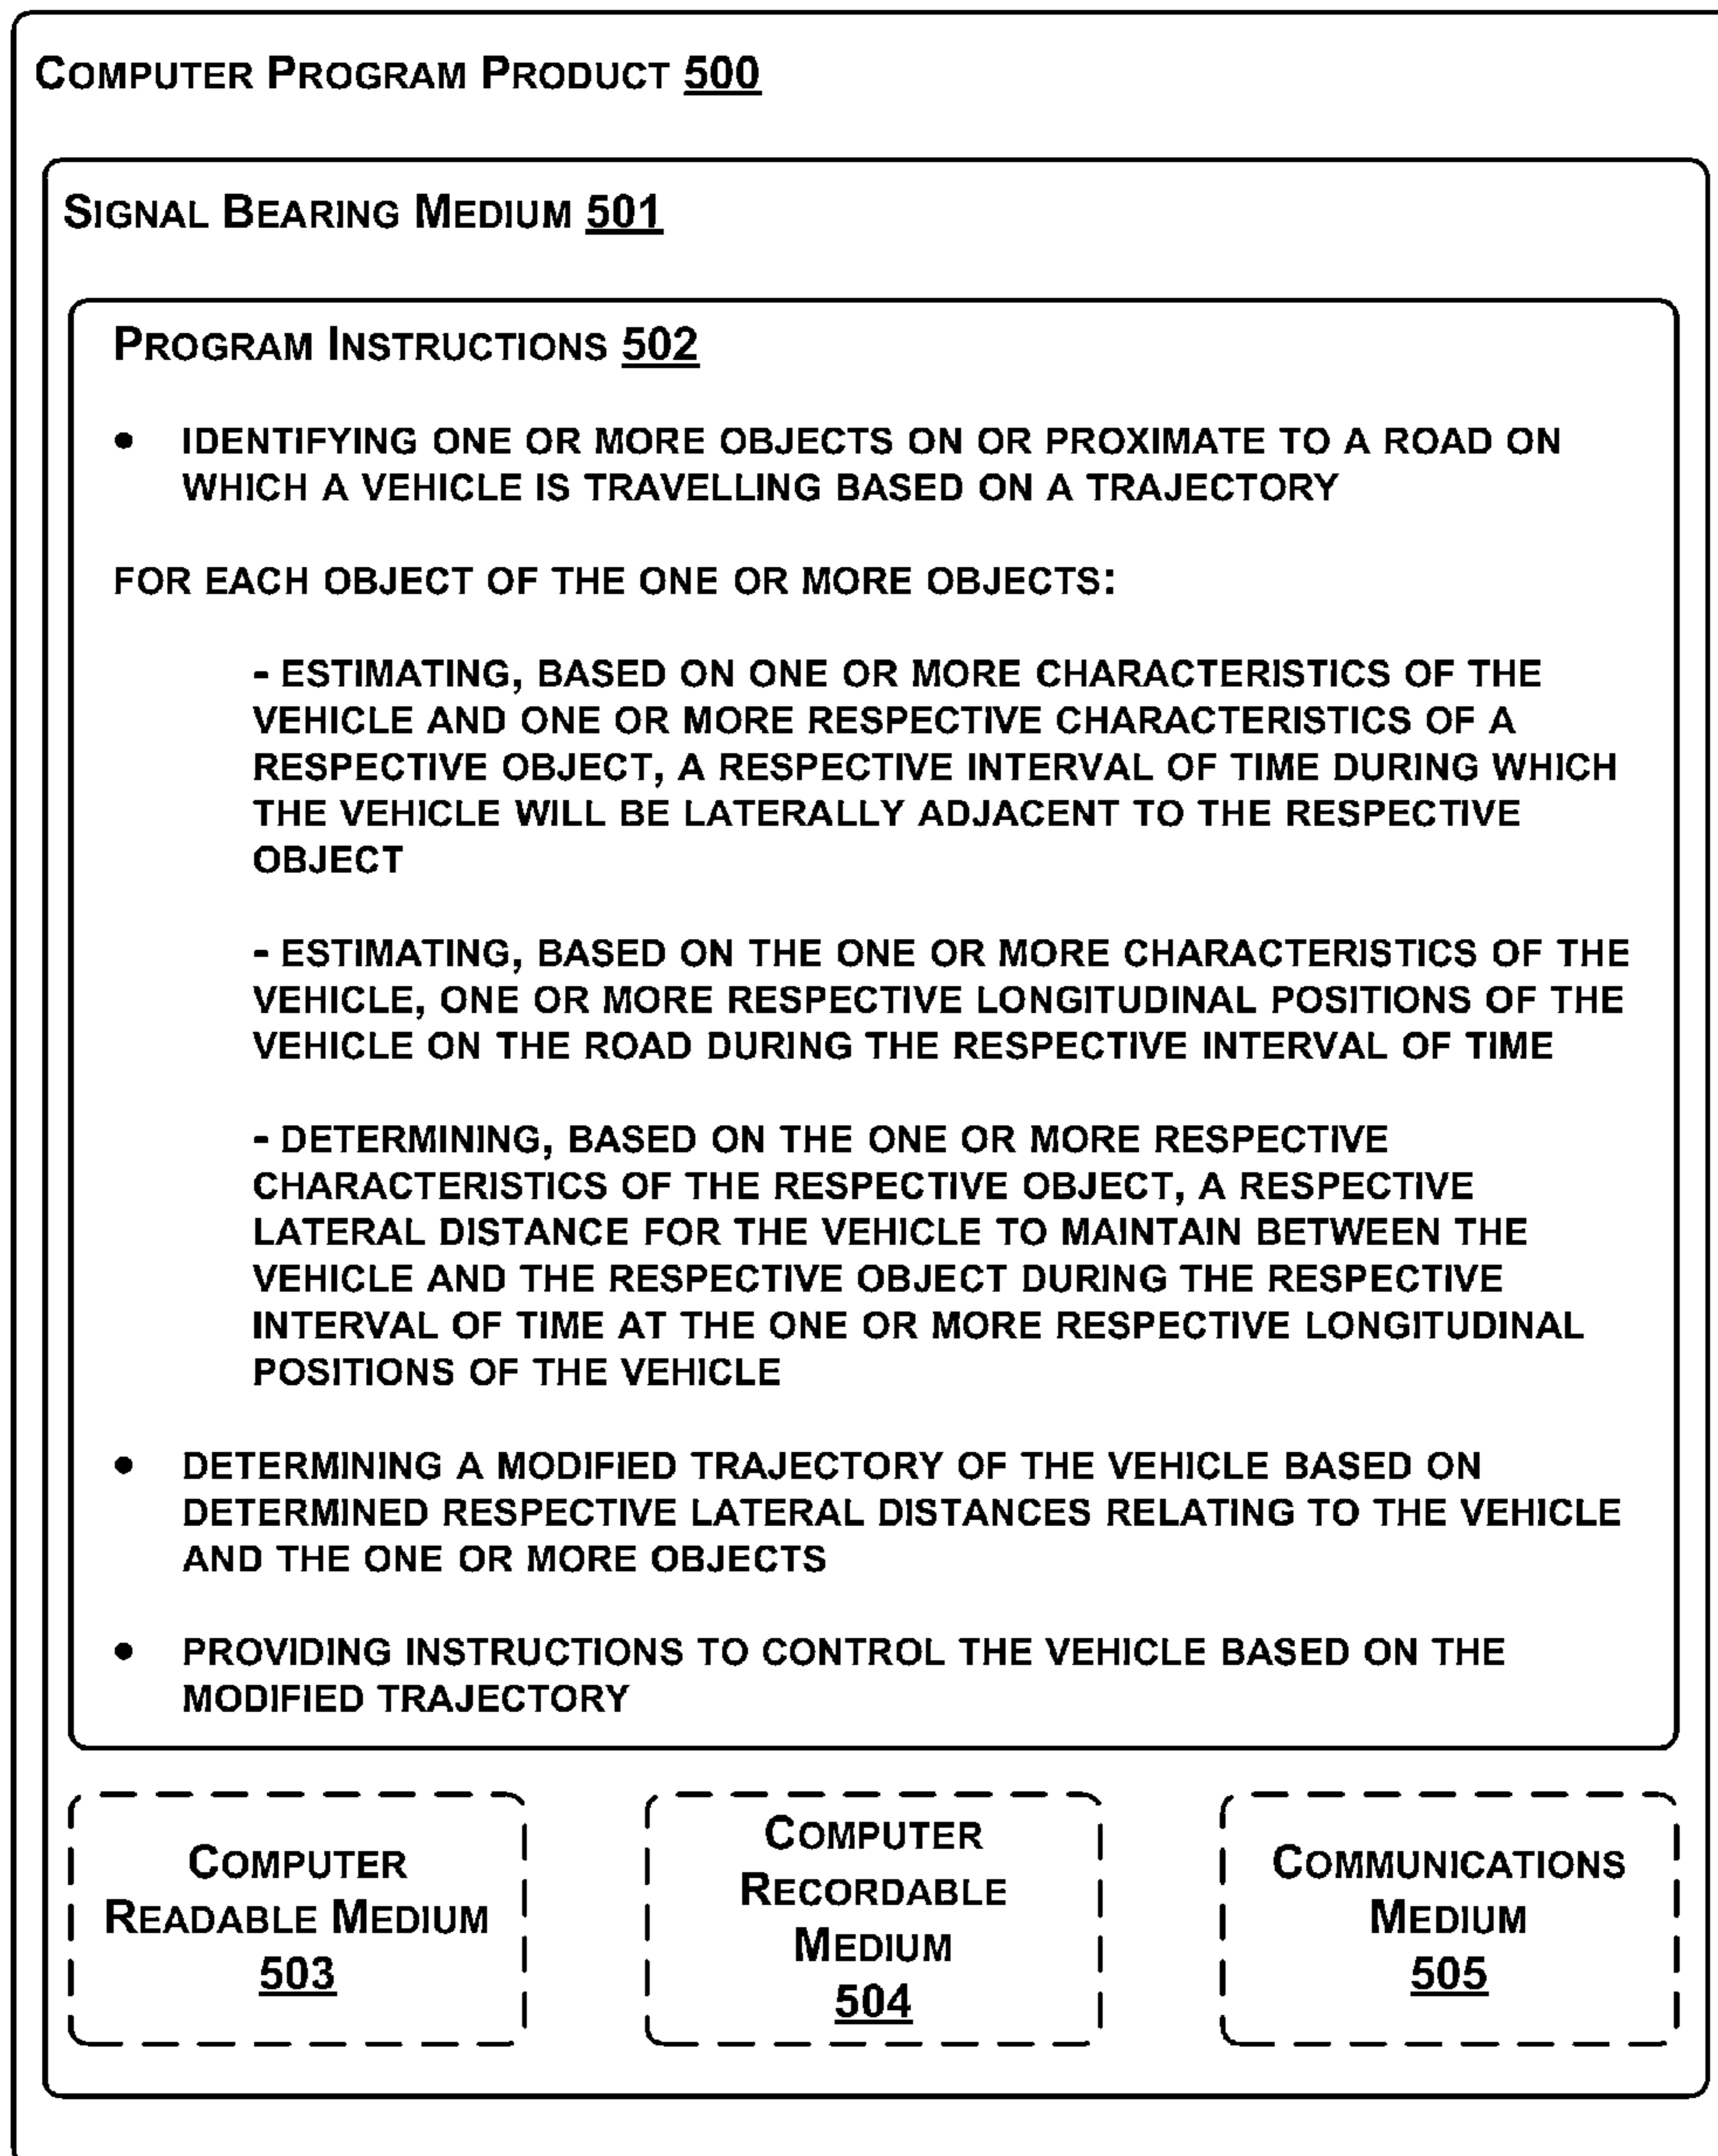 COMPUTER PROGRAM PRODUCT 500
SIGNAL BEARING MEDIUM 501
PROGRAM INSTRUCTIONS 502
• IDENTIFYING ONE OR MORE OBJECTS ON OR PROXIMATE TO A ROAD ON
WHICH A VEHICLE IS TRAVELLING BASED ON A TRAJECTORY
FOR EACH OBJECT OF THE ONE OR MORE OBJECTS:
- ESTIMATING, BASED ON ONE OR MORE CHARACTERISTICS OF THE
VEHICLE AND ONE OR MORE RESPECTIVE CHARACTERISTICS OF A
RESPECTIVE OBJECT, A RESPECTIVE INTERVAL OF TIME DURING WHICH
THE VEHICLE WILL BE LATERALLY ADJACENT TO THE RESPECTIVE
OBJECT
- ESTIMATING, BASED ON THE ONE OR MORE CHARACTERISTICS OF THE
VEHICLE, ONE OR MORE RESPECTIVE LONGITUDINAL POSITIONS OF THE
VEHICLE ON THE ROAD DURING THE RESPECTIVE INTERVAL OF TIME
- DETERMINING, BASED ON THE ONE OR MORE RESPECTIVE
CHARACTERISTICS OF THE RESPECTIVE OBJECT, A RESPECTIVE
LATERAL DISTANCE FOR THE VEHICLE TO MAINTAIN BETWEEN THE
VEHICLE AND THE RESPECTIVE OBJECT DURING THE RESPECTIVE
INTERVAL OF TIME AT THE ONE OR MORE RESPECTIVE LONGITUDINAL
POSITIONS OF THE VEHICLE
• DETERMINING A MODIFIED TRAJECTORY OF THE VEHICLE BASED ON
DETERMINED RESPECTIVE LATERAL DISTANCES RELATING TO THE VEHICLE
AND THE ONE OR MORE OBJECTS
• PROVIDING INSTRUCTIONS TO CONTROL THE VEHICLE BASED ON THE
MODIFIED TRAJECTORY
COMPUTER
READABLE MEDIUM
503
COMPUTER
RECORDABLE
MEDIUM
504
COMMUNICATIONS
MEDIUM
505